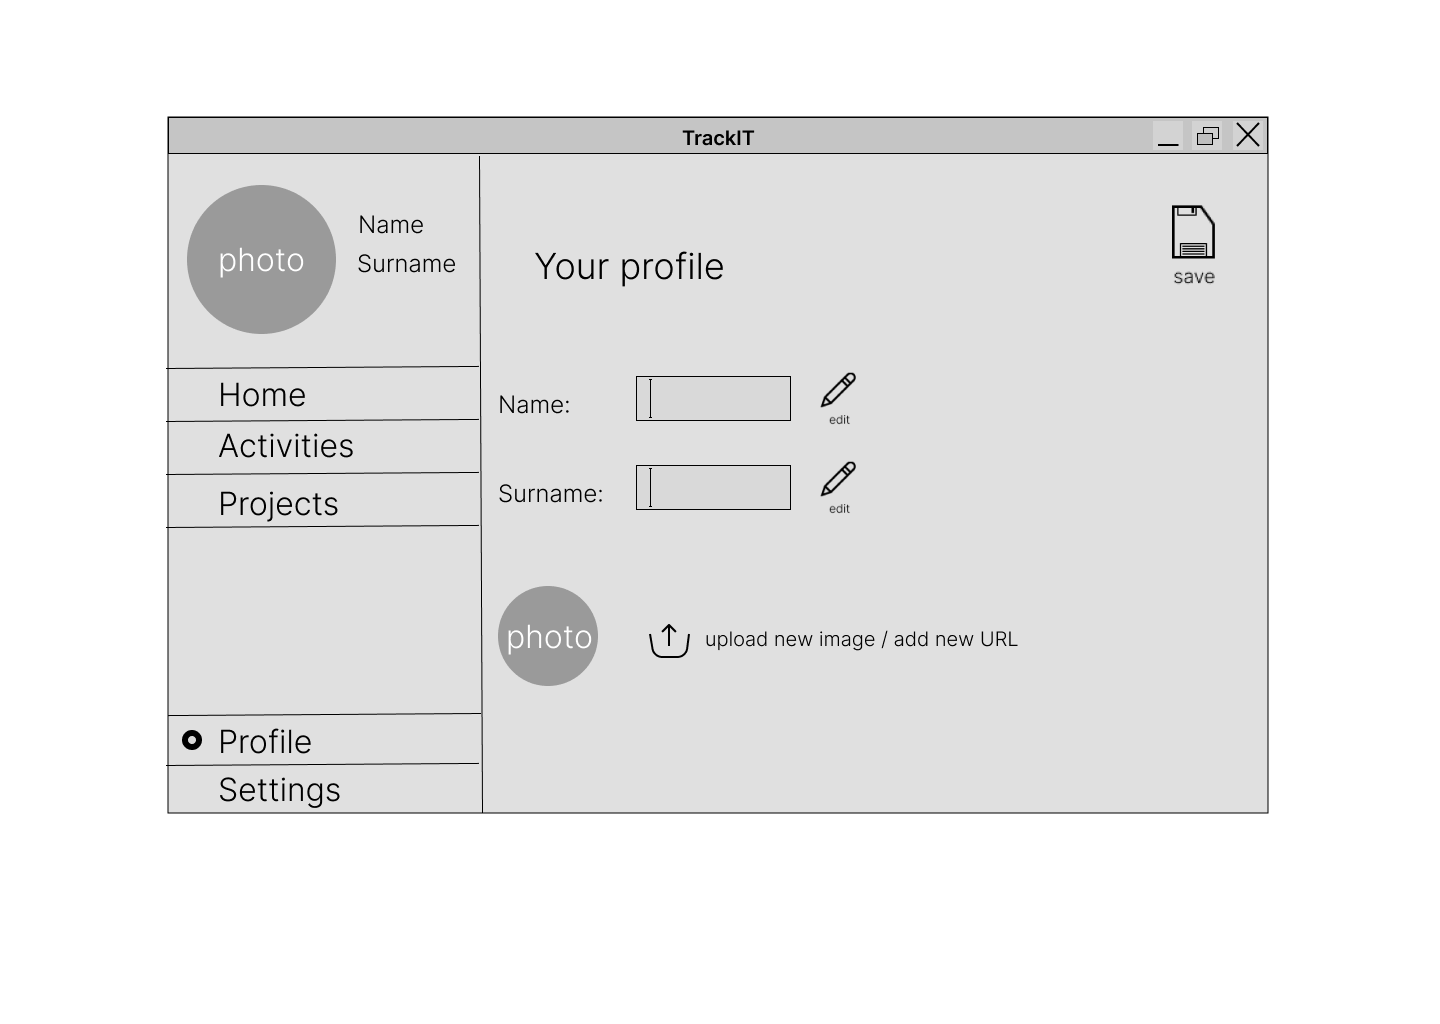 TrackIT
photo
Name
Surname
Home
Activities
Projects
Profile
Settings
Your profile
save
Name:
edit
Surname:
edit
photo
upload new image / add new URL